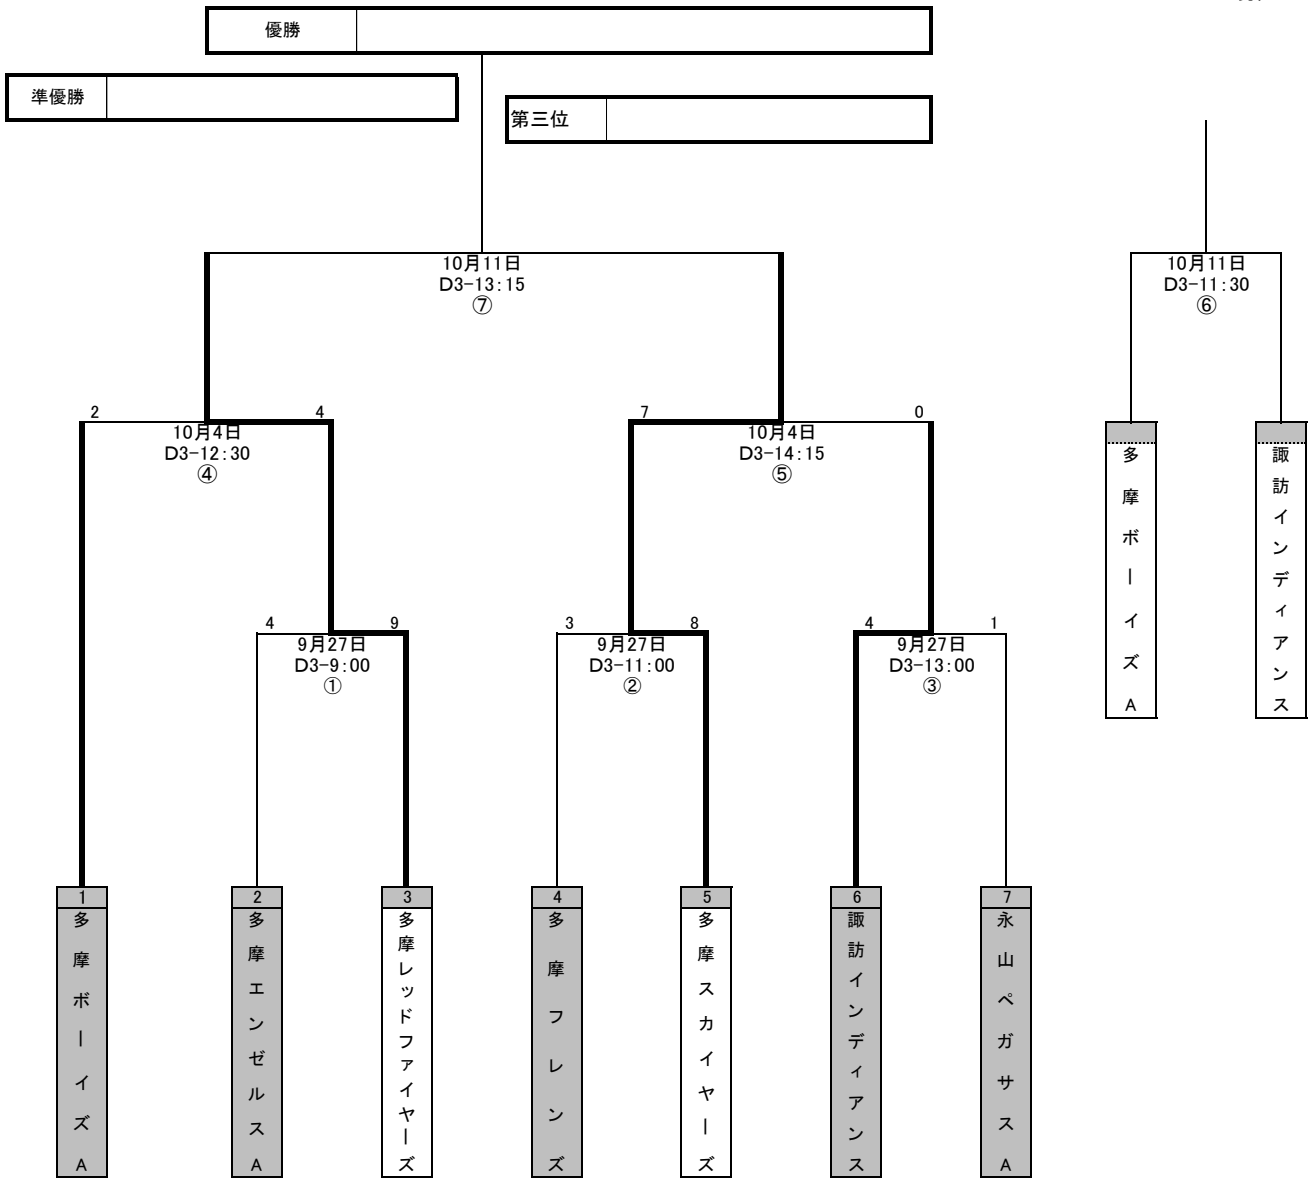 優勝
準優勝
第三位
10月11日
D3-13:15
⑦
10月11日
D3-11:30
⑥
2 4
10月4日
D3-12:30
④
7 0
10月4日
D3-14:15
⑤
多摩ボーイズA
諏訪インディアンス
4 9
9月27日
D3-9:00
①
3 8
9月27日
D3-11:00
②
4 1
9月27日
D3-13:00
③
1
多摩ボーイズA
2
多摩エンゼルスA
3
多摩レッドファイヤーズ
4
多摩フレンズ
5
多摩スカイヤーズ
6
諏訪インディアンス
7
永山ペガサスA